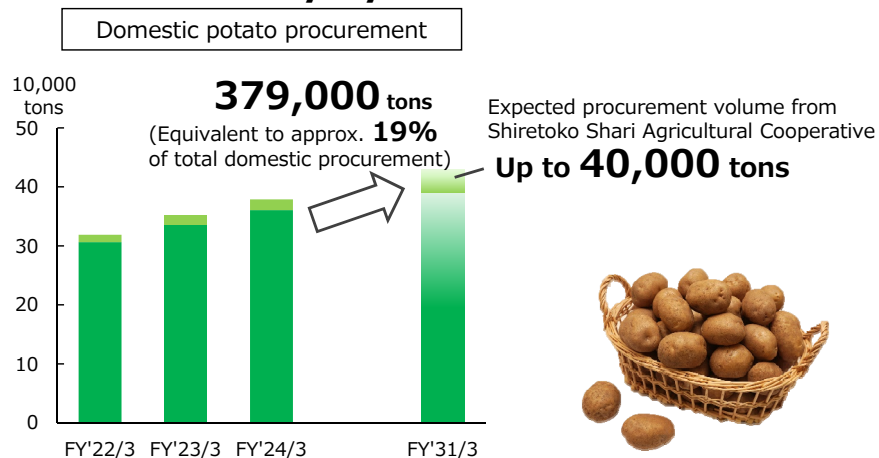 Domestic potato procurement
10,000
tons
379,000 tons
(Equivalent to approx. 19%
of total domestic procurement)
Expected procurement volume from
Shiretoko Shari Agricultural Cooperative
Up to 40,000 tons
50
40
30
20
10
0
FY'22/3 FY'23/3 FY'24/3 FY'31/3